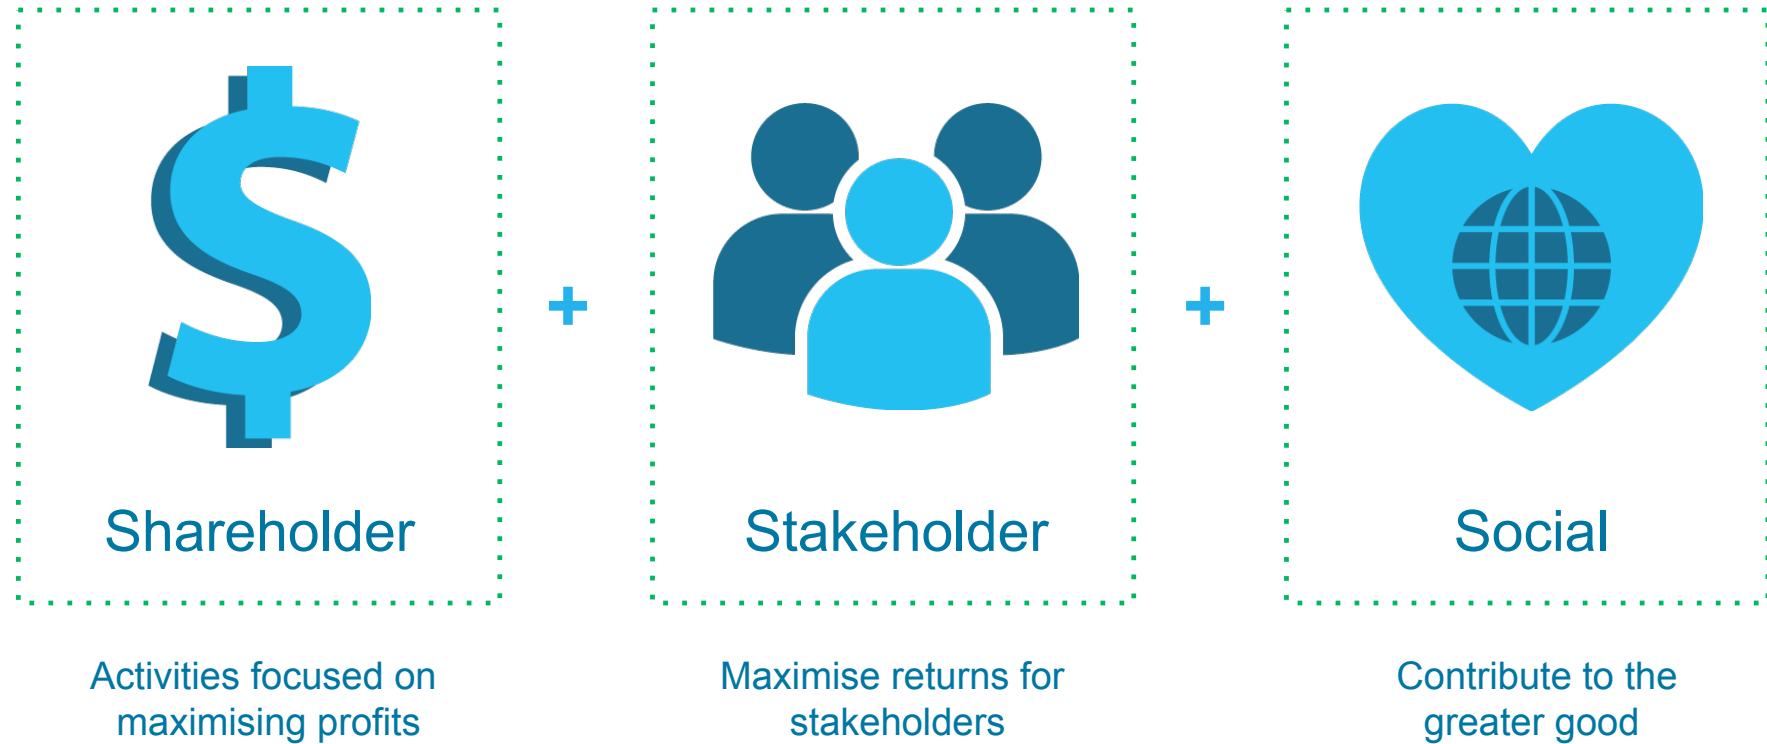 Shareholder
Activities focused on
maximising profits
+
Stakeholder
Maximise returns for
stakeholders
+
Social
Contribute to the
greater good